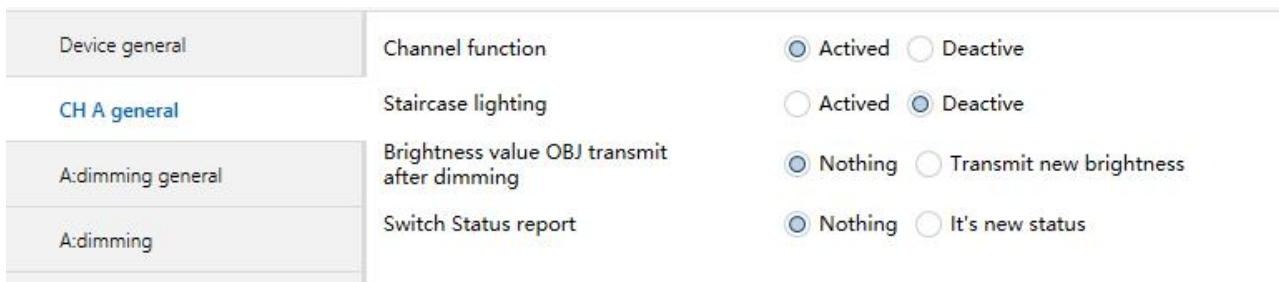 Device general
CH A general
A:dimming general
A:dimming
Channel function Actived Deactive
Staircase lighting Actived Deactive
Brightness value OBJ transmit
after dimming Nothing Transmit new brightness
Switch Status report Nothing It's new status